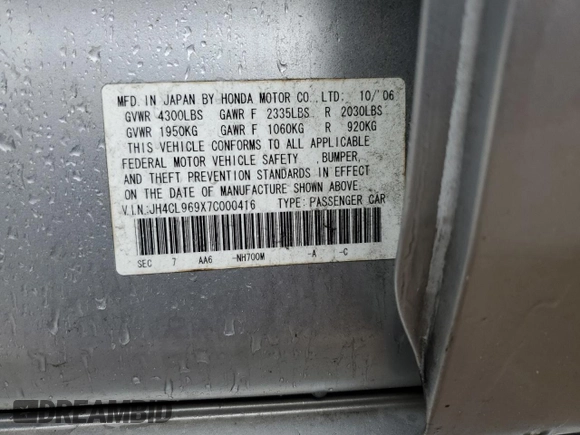 MFD. IN JAPAN BY HONDA MOTOR CO., LTD: 10/'06
GVWR 4300LBS GAWR F 2335LBS R 2030LBS
GVWR 1950KG GAWR F 1060KG R 920KG
THIS VEHICLE CONFORMS TO ALL APPLICABLE
FEDERAL MOTOR VEHICLE SAFETY ,BUMPER,
AND THEFT PREVENTION STANDARDS IN EFFECT
ON THE DATE OF MANUFACTURE SHOWN ABOVE.
V.I.N:JH4CL969X7C000416 TYPE: PASSENGER CAR
SEC 7 AA6 -NH700M -A -C
DREAMBID